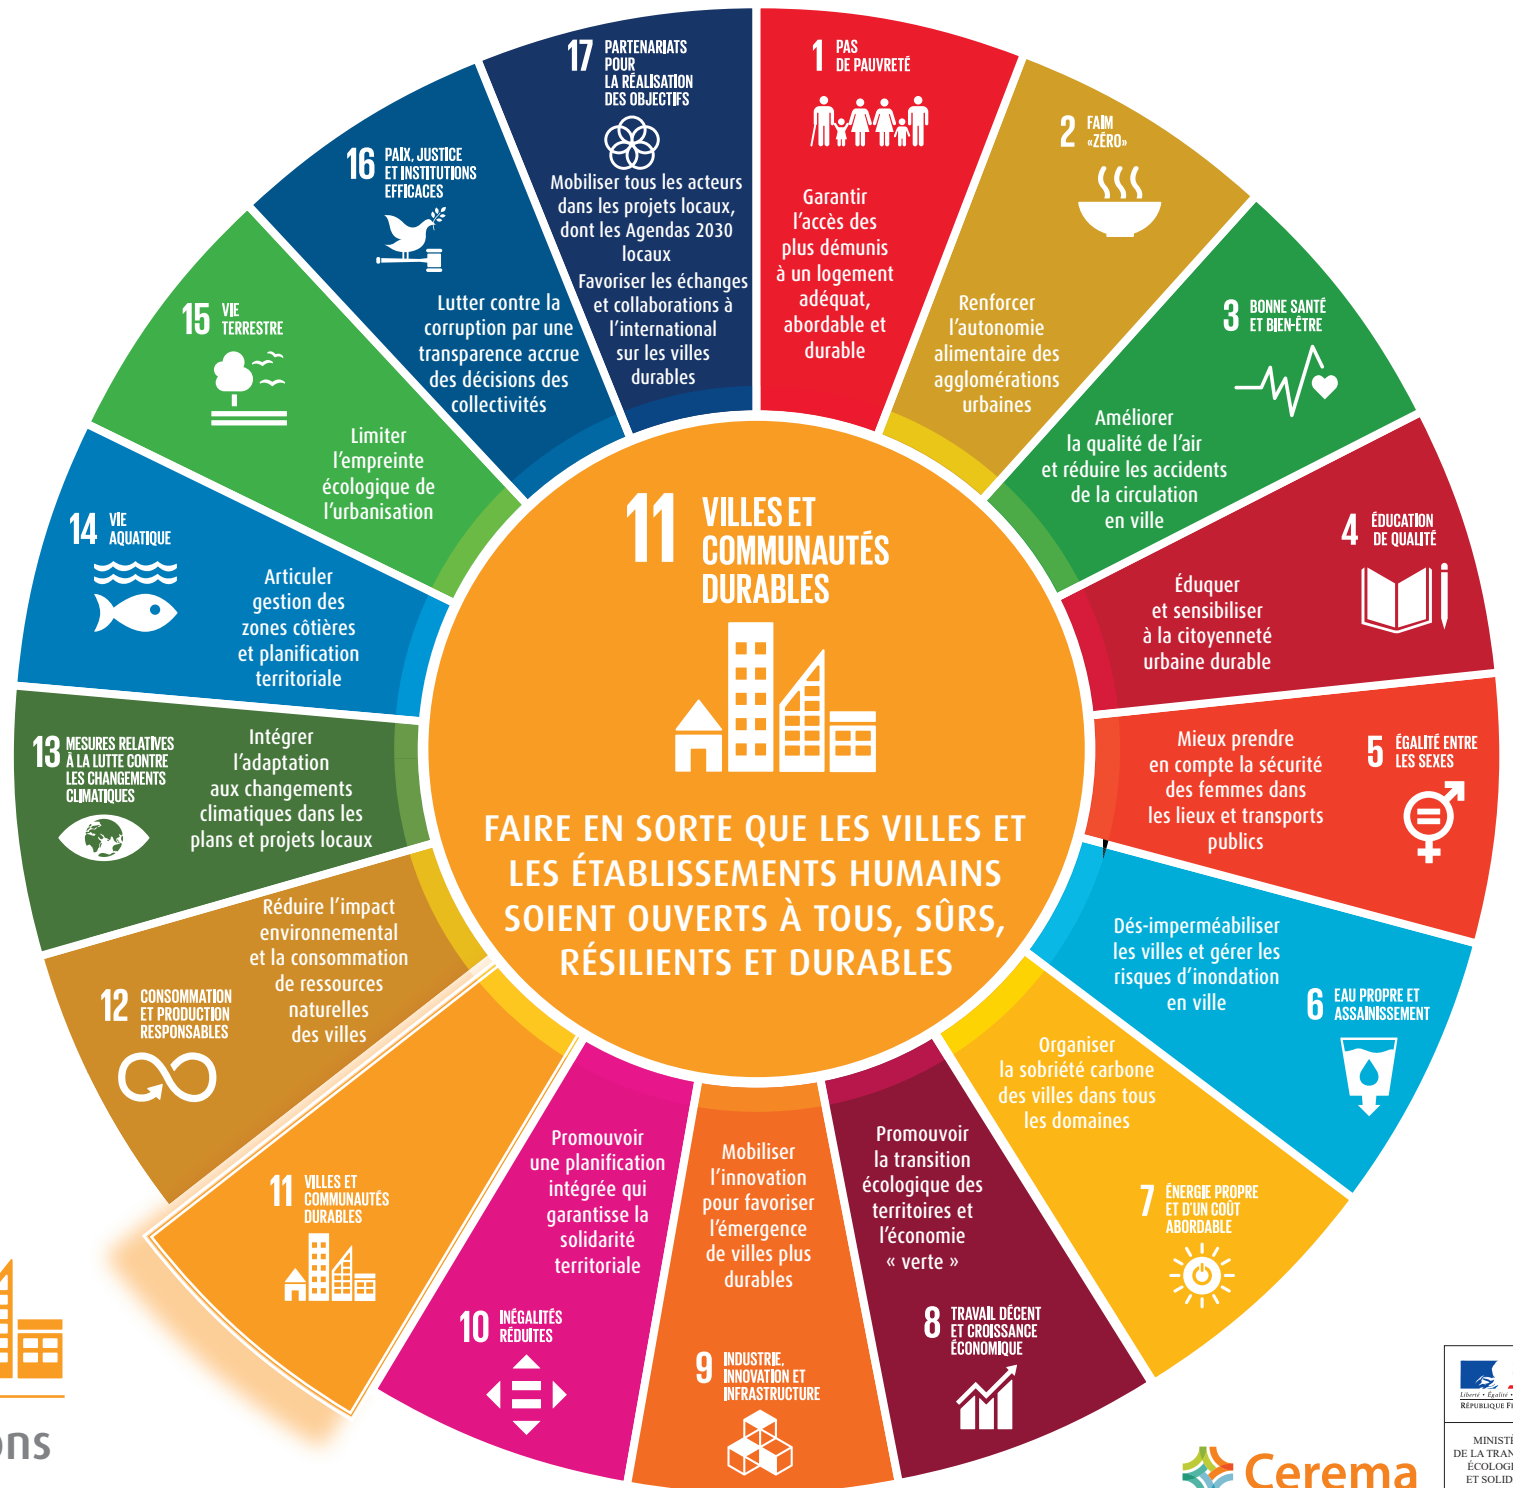 17 PARTENARIATS
POUR
LA RÉALISATION
DES OBJECTIFS
Mobiliser tous les acteurs
dans les projets locaux,
dont les Agendas 2030
locaux
Favoriser les échanges
et collaborations à
l'international
sur les villes
durables
1 PAS
DE PAUVRETÉ
Garantir
l'accès des
plus démunis
à un logement
adéquat,
abordable et
durable
2 FAIM
«ZÉRO»
Renforcer
l'autonomie
alimentaire des
agglomérations
urbaines
3 BONNE SANTÉ
ET BIEN-ÊTRE
Améliorer
la qualité de l'air
et réduire les accidents
de la circulation
en ville
4 ÉDUCATION
DE QUALITÉ
Éduquer
et sensibiliser
à la citoyenneté
urbaine durable
5 ÉGALITÉ ENTRE
LES SEXES
Mieux prendre
en compte la sécurité
des femmes dans
les lieux et transports
publics
6 EAU PROPRE ET
ASSAINISSEMENT
Dés-imperméabiliser
les villes et gérer les
risques d'inondation
en ville
7 ÉNERGIE PROPRE
ET D'UN COÛT
ABORDABLE
Organiser
la sobriété carbone
des villes dans tous
les domaines
8 TRAVAIL DÉCENT
ET CROISSANCE
ÉCONOMIQUE
Promouvoir
la transition
écologique des
territoires et
l'économie
« verte »
9 INDUSTRIE,
INNOVATION ET
INFRASTRUCTURE
Mobiliser
l'innovation
pour favoriser
l'émergence
de villes plus
durables
10 INÉGALITÉS
RÉDUITES
Promouvoir
une planification
intégrée qui
garantisse la
solidarité
territoriale
11 VILLES ET
COMMUNAUTÉS
DURABLES
12 CONSOMMATION
ET PRODUCTION
RESPONSABLES
Réduire l'impact
environnemental
et la consommation
de ressources
naturelles
des villes
13 MESURES RELATIVES
À LA LUTTE CONTRE
LES CHANGEMENTS
CLIMATIQUES
Intégrer
l'adaptation
aux changements
climatiques dans les
plans et projets locaux
14 VIE
AQUATIQUE
Articuler
gestion des
zones côtières
et planification
territoriale
15 VIE
TERRESTRE
Limiter
l'empreinte
écologique de
l'urbanisation
16 PAIX, JUSTICE
ET INSTITUTIONS
EFFICACES
Lutter contre la
corruption par une
transparence accrue
des décisions des
collectivités
11 VILLES ET
COMMUNAUTÉS
DURABLES
FAIRE EN SORTE QUE LES VILLES ET
LES ÉTABLISSEMENTS HUMAINS
SOIENT OUVERTS À TOUS, SÛRS,
RÉSILIENTS ET DURABLES
ons
Cerema
Liberté • Égalité •
RÉPUBLIQUE F
MINISTÈ
DE LA TRAN
ÉCOLOGI
ET SOLID